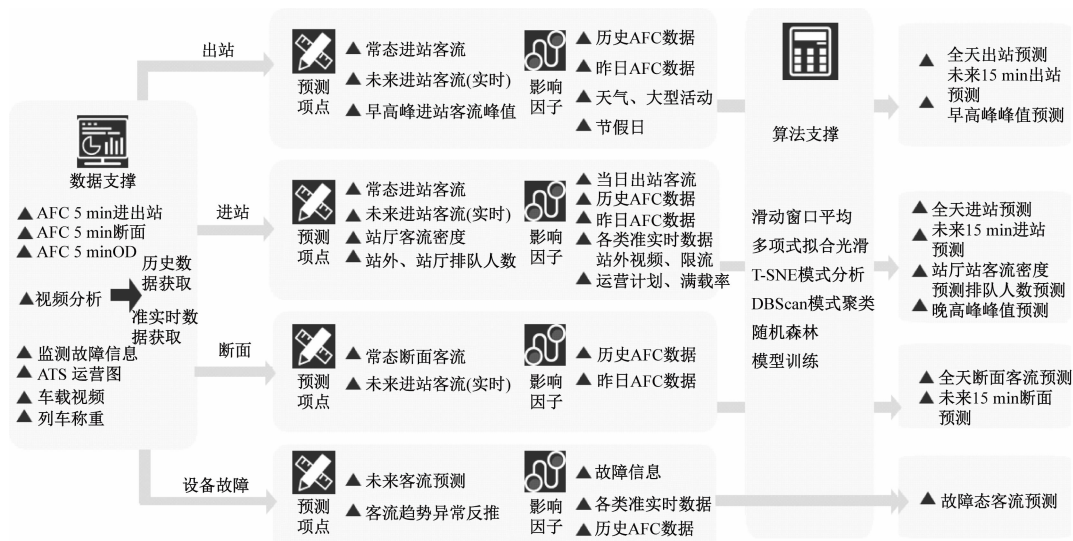 数据支撑
▲AFC 5 min进出站
▲AFC 5 min断面
▲AFC 5 minOD
▲视频分析
历史数
据获取
准实时数
据获取
▲监测故障信息
▲ATS 运营图
▲车载视频
▲列车称重
出站
预测
项点
▲常态进站客流
▲未来进站客流(实时)
▲早高峰进站客流峰值
影响
因子
▲历史AFC数据
▲昨日AFC数据
▲天气、大型活动
▲节假日
进站
预测
项点
▲常态进站客流
▲未来进站客流(实时)
▲站厅客流密度
▲站外、站厅排队人数
影响
因子
▲当日出站客流
▲历史AFC数据
▲昨日AFC数据
▲各类准实时数据
站外视频、限流
▲运营计划、满载率
断面
预测
项点
▲常态断面客流
▲未来进站客流(实时)
影响
因子
▲历史AFC数据
▲昨日AFC数据
设备故障
预测
项点
▲未来客流预测
▲客流趋势异常反推
影响
因子
▲故障信息
▲各类准实时数据
▲历史AFC数据
算法支撑
滑动窗口平均
多项式拟合光滑
T-SNE模式分析
DBScan模式聚类
随机森林
模型训练
▲全天出站预测
未来15 min出站
▲预测
早高峰峰值预测
▲全天进站预测
▲未来15 min进站
预测
▲站厅站客流密度
预测排队人数预测
▲晚高峰峰值预测
▲全天断面客流预测
▲未来15 min断面
预测
▲故障态客流预测